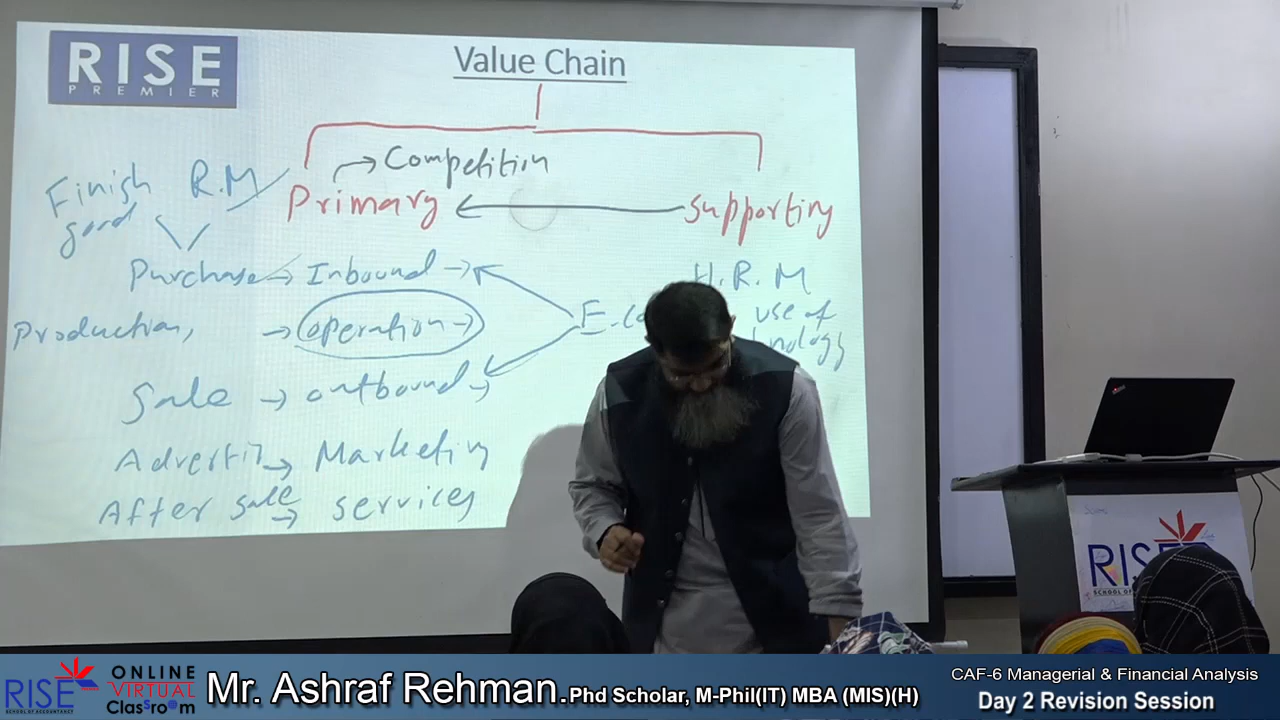 RISE
PREMIER
Value Chain
Competition
Finish R.M
good
Primary
Supporting
Purchase → Inbound →
H.R.M
Production, → operation →
use of
Sale → outbound →
Advertis → Marketing
After sale → services
RISE
SCHOOL OF ACCOUNTANCY
ONLINE
VIRTUAL
Classroom
Mr. Ashraf Rehman.Phd Scholar, M-Phil(IT) MBA (MIS)(H)
CAF-6 Managerial & Financial Analysis
Day 2 Revision Session